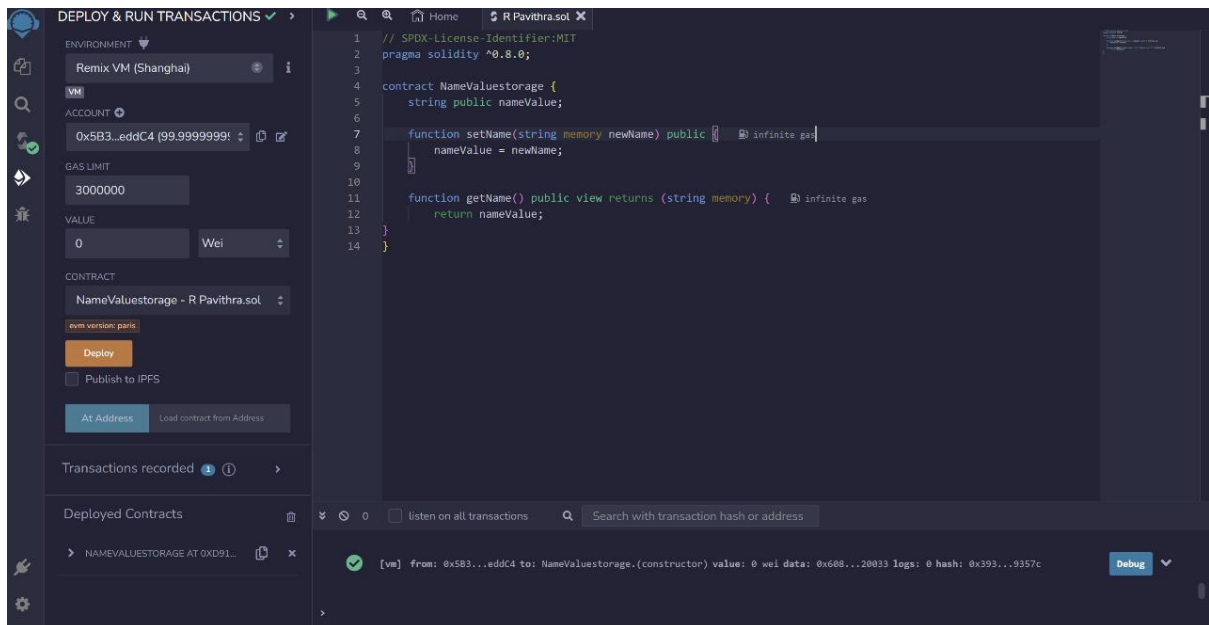 DEPLOY & RUN TRANSACTIONS
ENVIRONMENT
Remix VM (Shanghai)
VM
ACCOUNT
0x5B3...eddC4 (99.9999999
GAS LIMIT
3000000
VALUE
0 Wei
CONTRACT
NameValuestorage - R Pavithra.sol
evm version: paris
Deploy
Publish to IPFS
At Address Load contract from Address
Transactions recorded 1 i
Deployed Contracts
NAMEVALUESTORAGE AT 0XD91...
Home R Pavithra.sol
1 // SPDX-License-Identifier:MIT
2 pragma solidity ^0.8.0;
3
4 contract NameValuestorage {
5 string public nameValue;
6
7 function setName(string memory newName) public { infinite gas
8 nameValue = newName;
9 }
10
11 function getName() public view returns (string memory) { infinite gas
12 return nameValue;
13 }
14 }
0 listen on all transactions Search with transaction hash or address
[vm] from: 0x5B3...eddC4 to: NameValuestorage.(constructor) value: 0 wei data: 0x608...20033 logs: 0 hash: 0x393...9357c
Debug
>